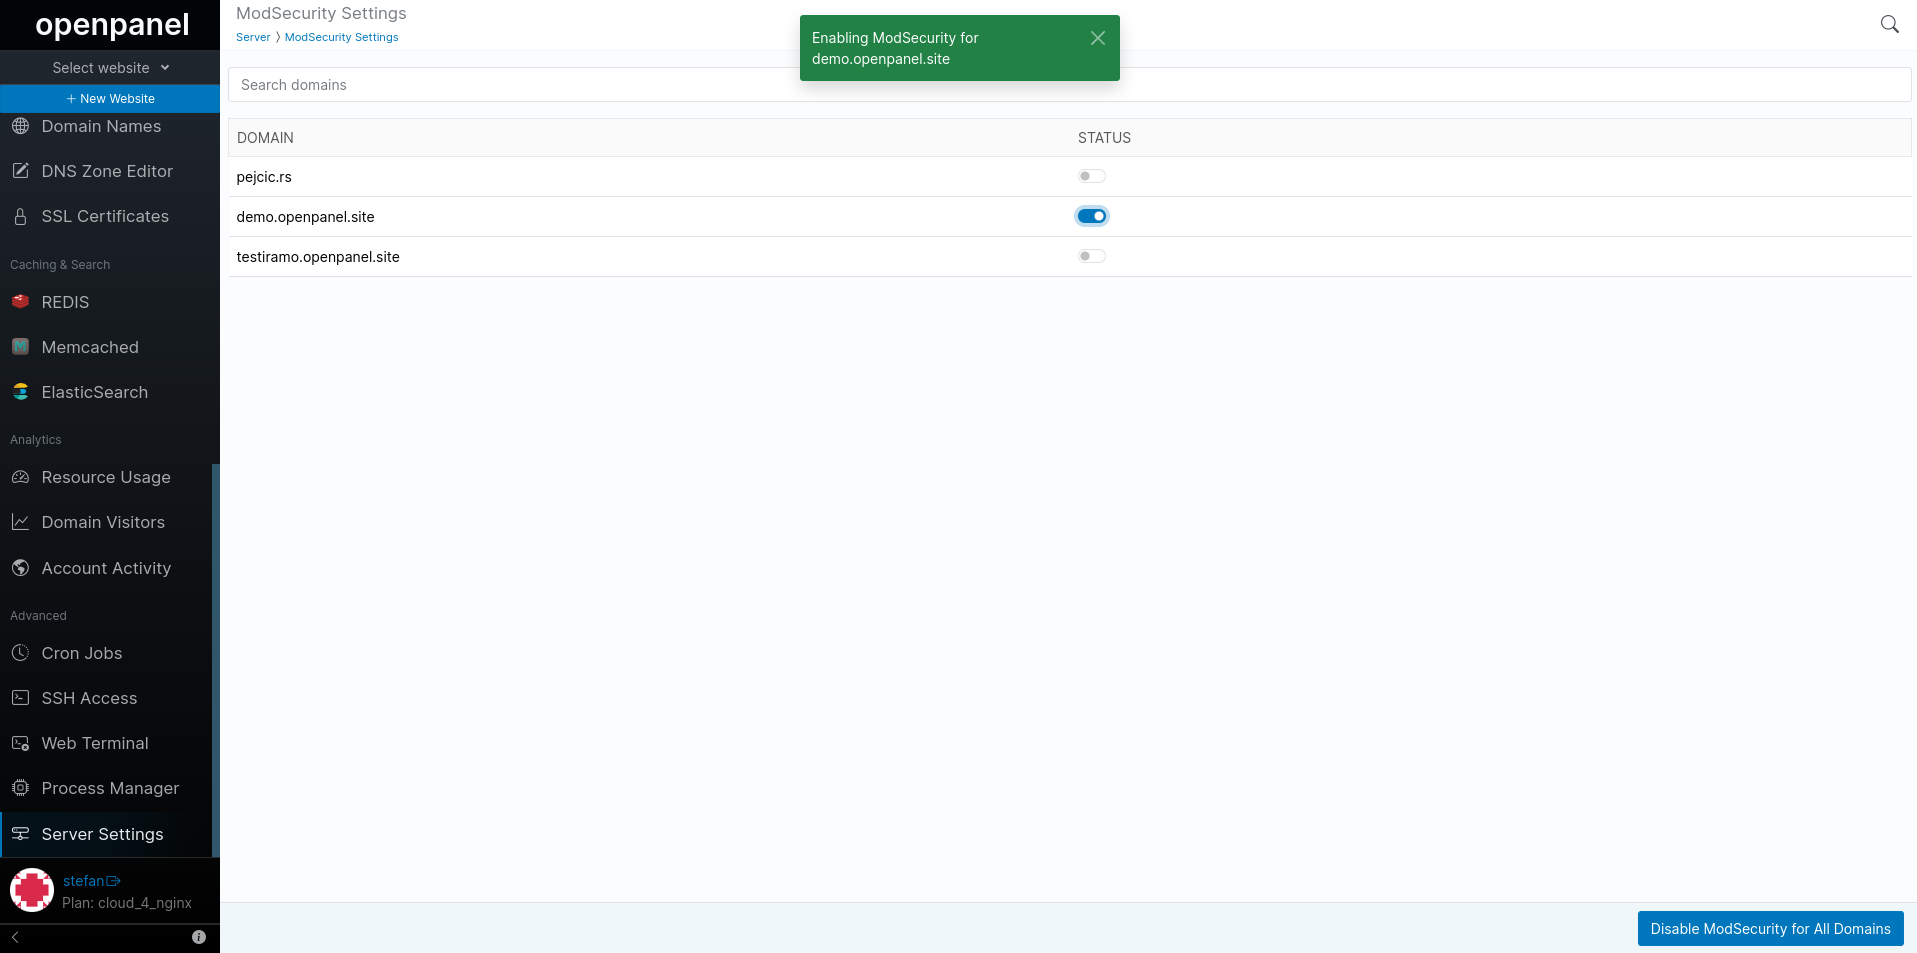 openpanel
Select website
+ New Website
Domain Names
DNS Zone Editor
SSL Certificates
Caching & Search
REDIS
Memcached
ElasticSearch
Analytics
Resource Usage
Domain Visitors
Account Activity
Advanced
Cron Jobs
SSH Access
Web Terminal
Process Manager
Server Settings
stefan
Plan: cloud_4_nginx
ModSecurity Settings
Server 〉 ModSecurity Settings
Enabling ModSecurity for
demo.openpanel.site
Search domains
DOMAIN STATUS
pejcic.rs
demo.openpanel.site
testiramo.openpanel.site
Disable ModSecurity for All Domains